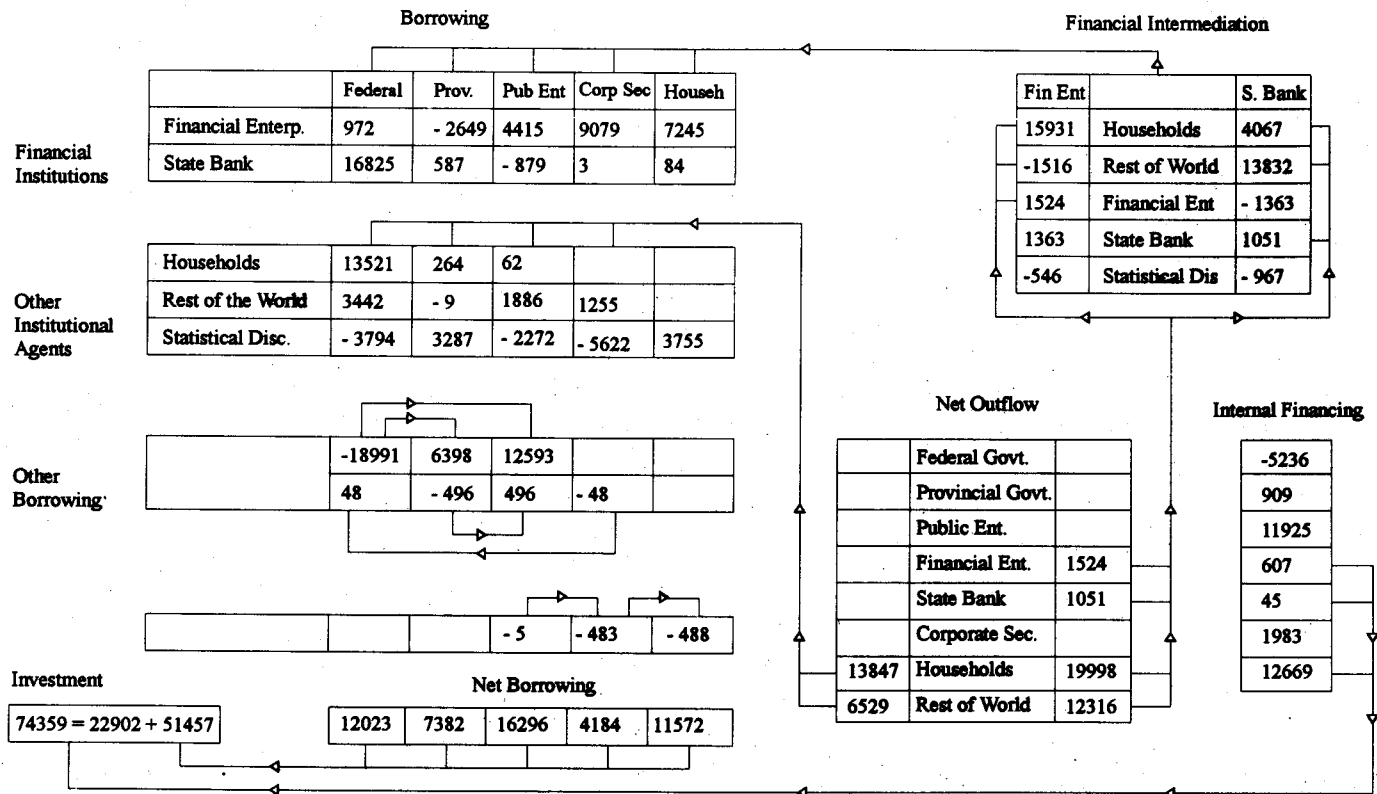 Borrowing
Financial Intermediation
Federal Prov. Pub Ent Corp Sec Househ
Financial Enterp. 972 - 2649 4415 9079 7245
Financial Institutions
State Bank 16825 587 - 879 3 84
Fin Ent S. Bank
15931 Households 4067
-1516 Rest of World 13832
1524 Financial Ent - 1363
1363 State Bank 1051
-546 Statistical Dis - 967
Households 13521 264 62
Other Institutional Agents
Rest of the World 3442 - 9 1886 1255
Statistical Disc. - 3794 3287 - 2272 - 5622 3755
Other Borrowing
-18991 6398 12593
48 - 496 496 - 48
- 5 - 483 - 488
Net Outflow
Federal Govt.
Provincial Govt.
Public Ent.
Financial Ent. 1524
State Bank 1051
Corporate Sec.
13847 Households 19998
6529 Rest of World 12316
Internal Financing
-5236
909
11925
607
45
1983
12669
Investment
74359 = 22902 + 51457
Net Borrowing
12023 7382 16296 4184 11572